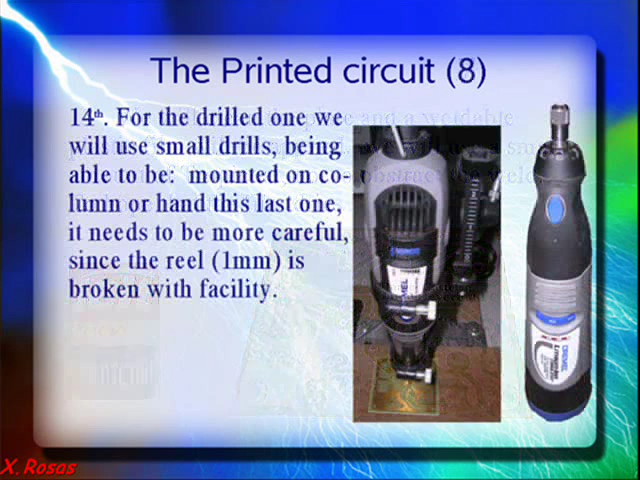 The Printed circuit (8)
14th. For the drilled one we
will use small drills, being
able to be: mounted on co-
lumn or hand this last one,
it needs to be more careful,
since the reel (1mm) is
broken with facility.
DREMEL
X. Rosas